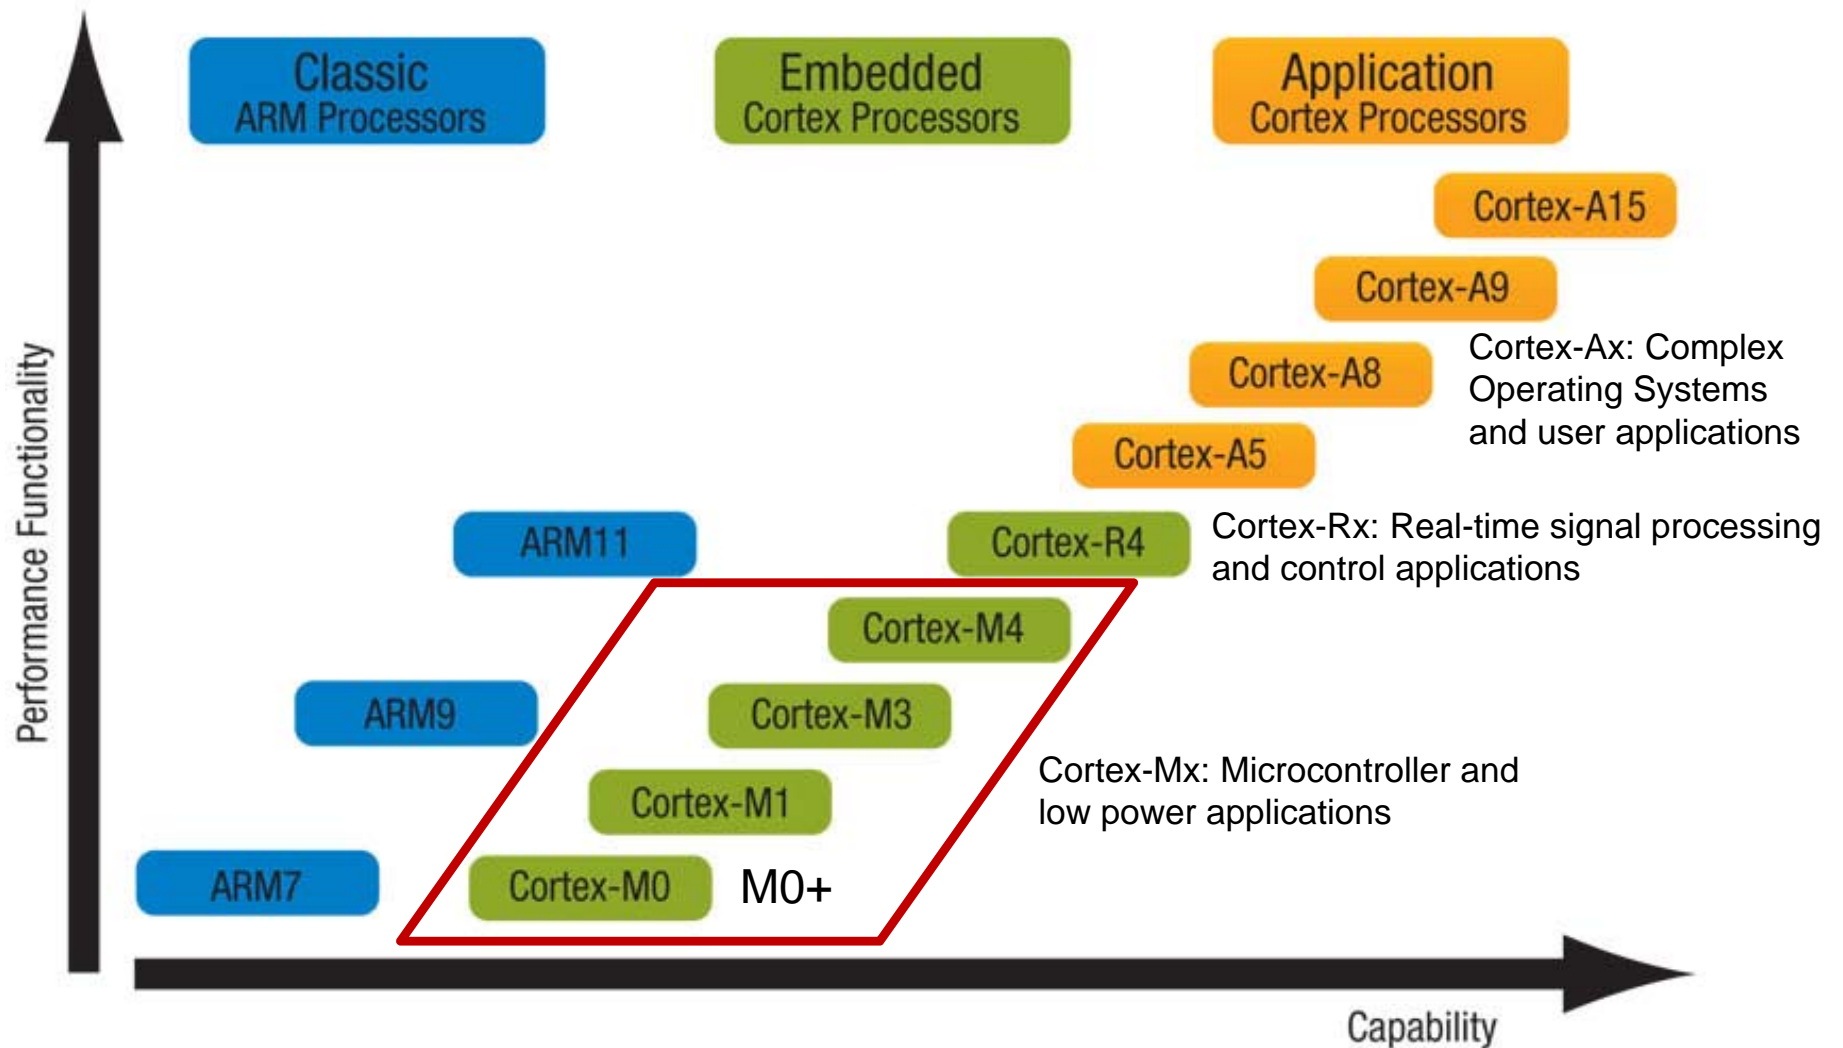 Classic
ARM Processors
Embedded
Cortex Processors
Application
Cortex Processors
Cortex-A15
Cortex-A9
Cortex-A8
Cortex-Ax: Complex
Operating Systems
and user applications
Cortex-A5
ARM11
Cortex-R4
Cortex-Rx: Real-time signal processing
and control applications
Cortex-M4
ARM9
Cortex-M3
Cortex-M1
Cortex-Mx: Microcontroller and
low power applications
ARM7
Cortex-M0
M0+
Performance Functionality
Capability